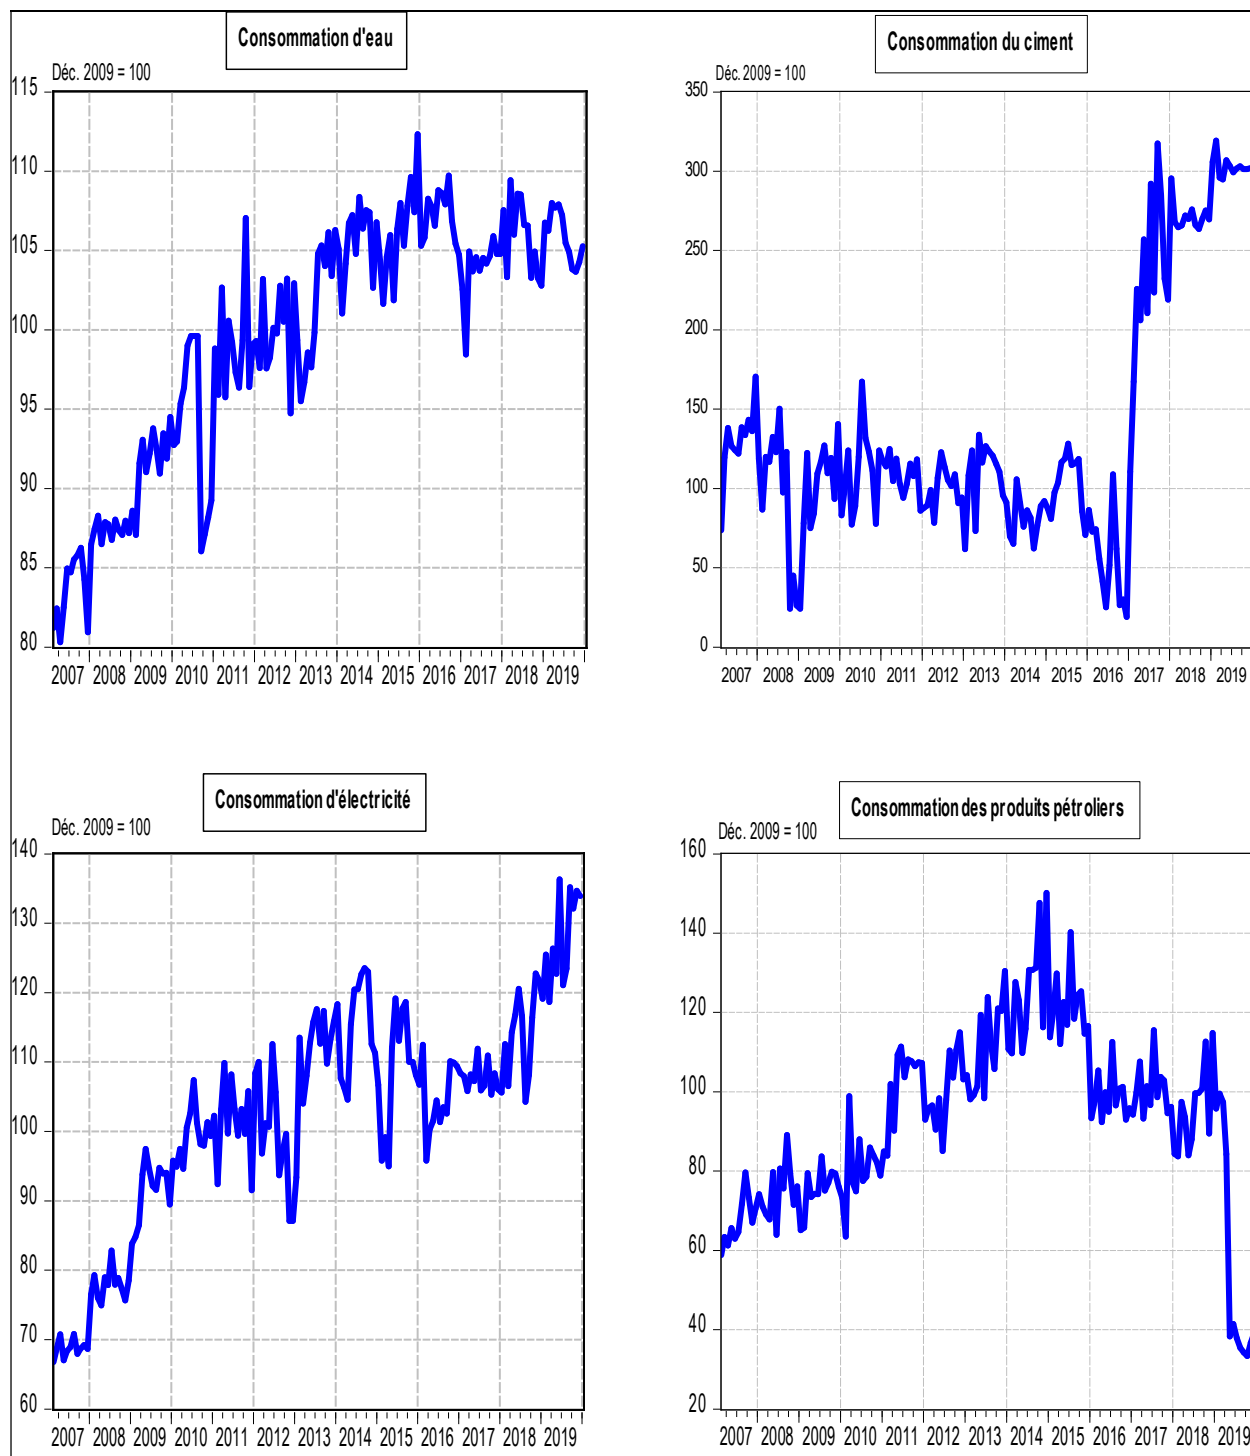 Consommation d'eau
Déc. 2009 = 100
115
110
105
100
95
90
85
80
2007 2008 2009 2010 2011 2012 2013 2014 2015 2016 2017 2018 2019
Consommation du ciment
Déc. 2009 = 100
350
300
250
200
150
100
50
0
2007 2008 2009 2010 2011 2012 2013 2014 2015 2016 2017 2018 2019
Consommation d'électricité
Déc. 2009 = 100
140
130
120
110
100
90
80
70
60
2007 2008 2009 2010 2011 2012 2013 2014 2015 2016 2017 2018 2019
Consommation des produits pétroliers
Déc. 2009 = 100
160
140
120
100
80
60
40
20
2007 2008 2009 2010 2011 2012 2013 2014 2015 2016 2017 2018 2019